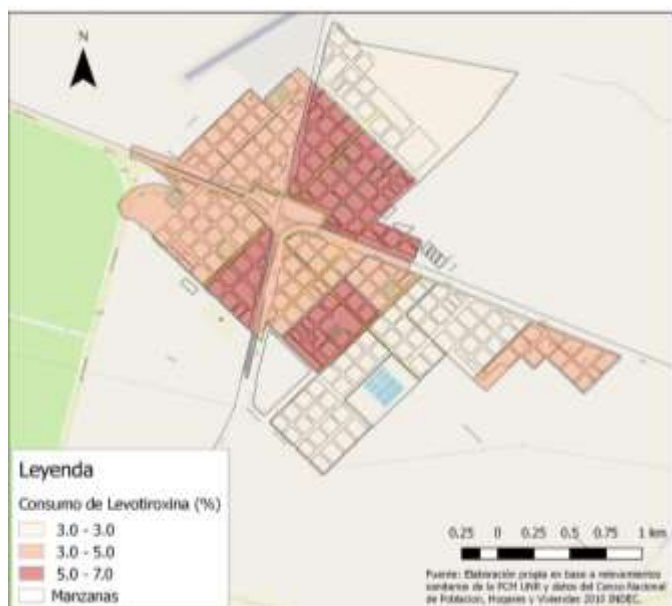 N
Leyenda
Consumo de Levotiroxina (%)
3.0 - 3.0
3.0 - 5.0
5.0 - 7.0
Manzanas
0.25 0 0.25 0.5 0.75 1 km
Fuente: Elaboración propia en base a relevamientos
sanitarios de la FCM UNR y datos del Censo Nacional
de Población, Hogares y Viviendas 2010 INDEC.